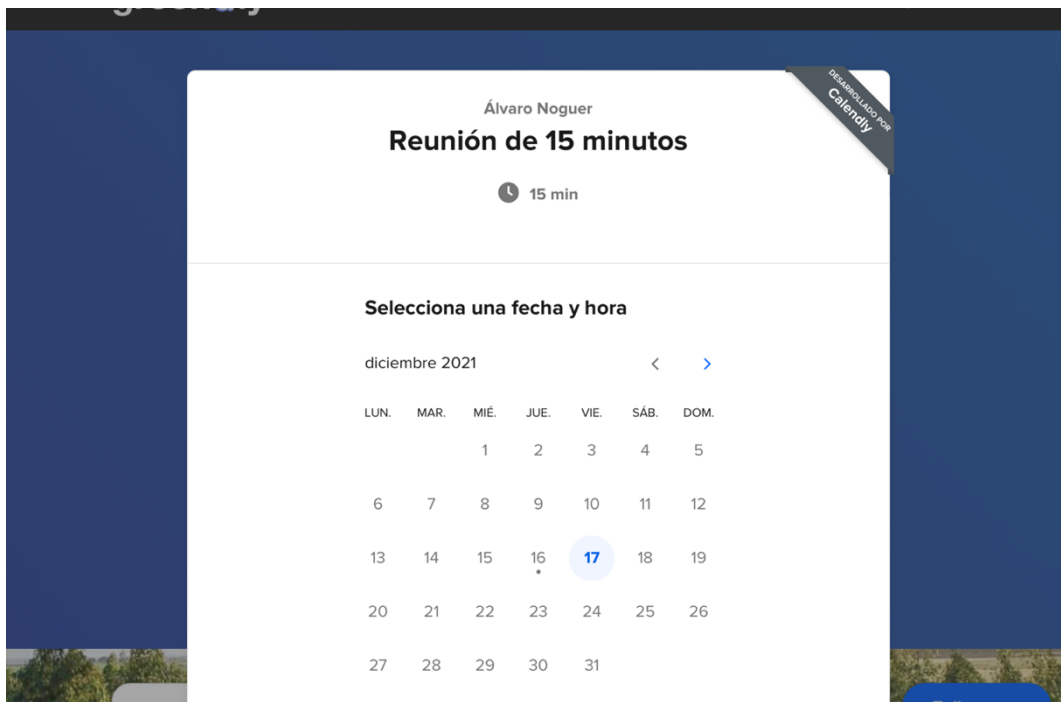 Álvaro Noguer
DESARROLLADO POR
Calendly
Reunión de 15 minutos
15 min
Selecciona una fecha y hora
diciembre 2021
LUN. MAR. MIÉ. JUE. VIE. SÁB. DOM.
1 2 3 4 5
6 7 8 9 10 11 12
13 14 15 16 17 18 19
20 21 22 23 24 25 26
27 28 29 30 31